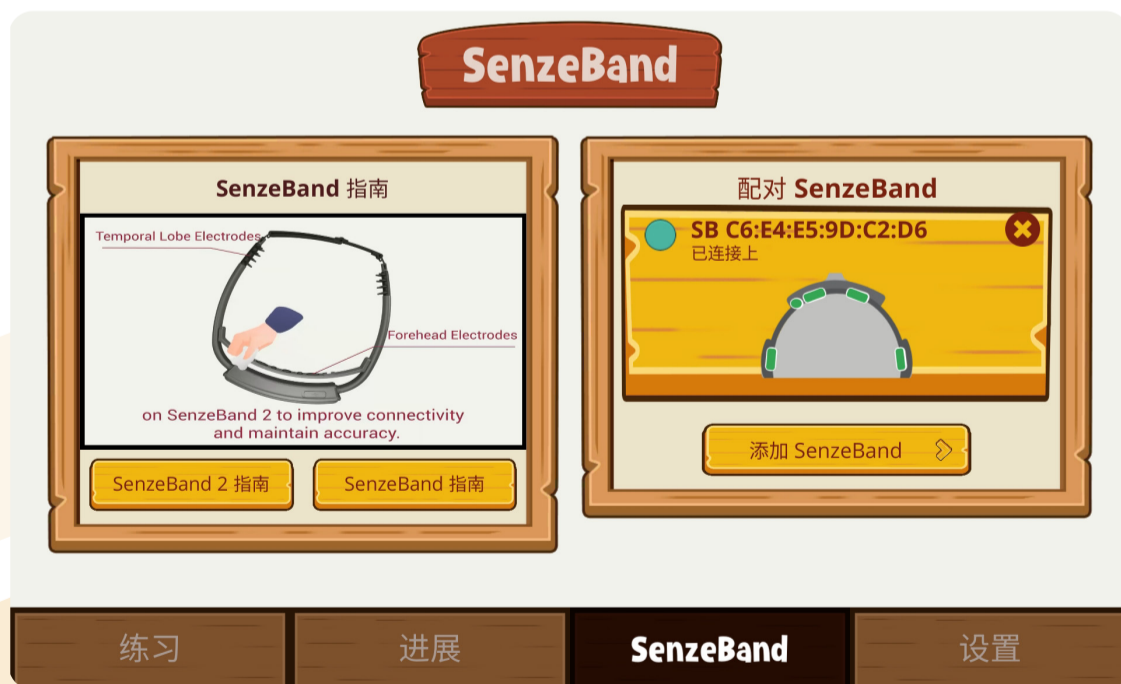 SenzeBand
SenzeBand 指南
Temporal Lobe Electrodes
Forehead Electrodes
on SenzeBand 2 to improve connectivity
and maintain accuracy.
SenzeBand 2 指南
SenzeBand 指南
配对 SenzeBand
SB C6:E4:E5:9D:C2:D6
已连接上
添加 SenzeBand
练习
进展
SenzeBand
设置